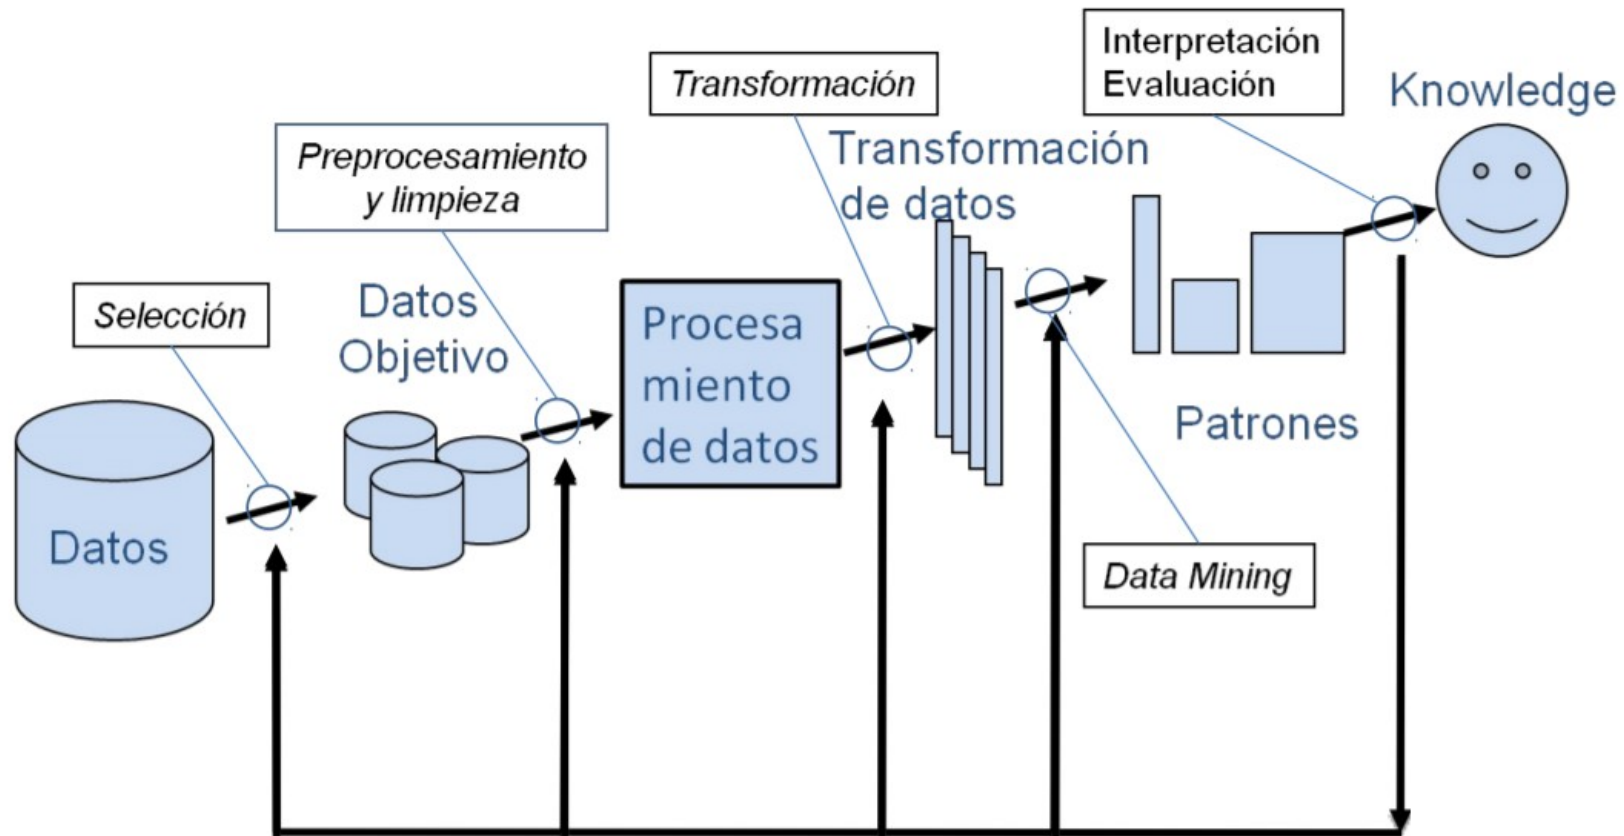 Interpretación
Evaluación
Knowledge
Transformación
Transformación
de datos
Preprocesamiento
y limpieza
Selección
Datos
Objetivo
Procesa
miento
de datos
Patrones
Datos
Data Mining